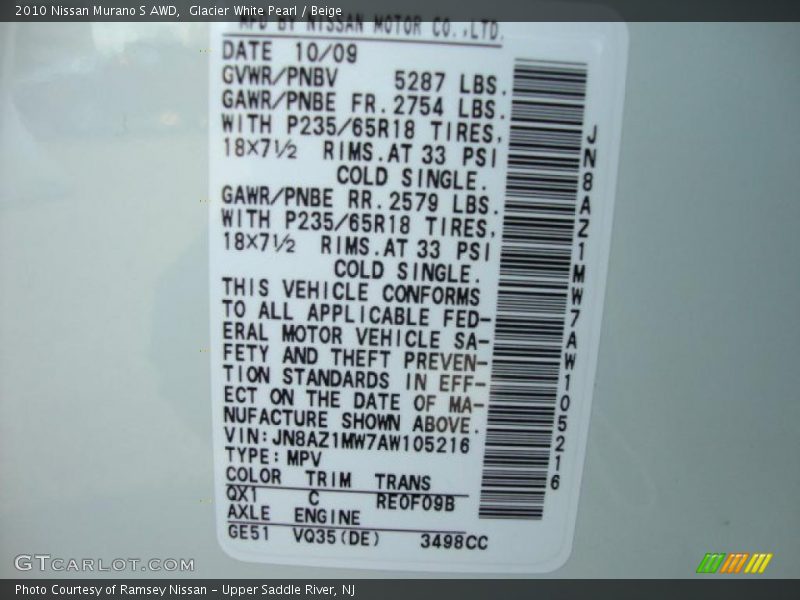 2010 Nissan Murano S AWD,  Glacier White Pearl / Beige
MFD BY NISSAN MOTOR CO.,LTD.
DATE 10/09
GVWR/PNBV 5287 LBS.
GAWR/PNBE FR.2754 LBS.
WITH P235/65R18 TIRES,
18X7½ RIMS.AT 33 PSI
COLD SINGLE.
GAWR/PNBE RR.2579 LBS.
WITH P235/65R18 TIRES,
18X7½ RIMS.AT 33 PSI
COLD SINGLE.
THIS VEHICLE CONFORMS
TO ALL APPLICABLE FED-
ERAL MOTOR VEHICLE SA-
FETY AND THEFT PREVEN-
TION STANDARDS IN EFF-
ECT ON THE DATE OF MA-
NUFACTURE SHOWN ABOVE.
VIN:JN8AZ1MW7AW105216
TYPE:MPV
COLOR TRIM TRANS
QX1 C RE0F09B
AXLE ENGINE
GE51 VQ35(DE) 3498CC
JN8AZ1MW7AW105216
GTCARLOT.COM
Photo Courtesy of Ramsey Nissan - Upper Saddle River, NJ